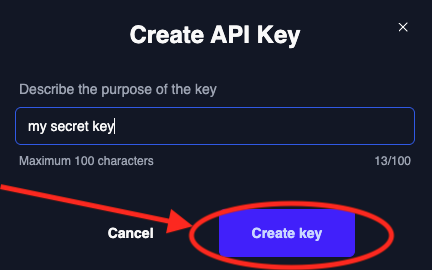 Create API Key
Describe the purpose of the key
my secret key
Maximum 100 characters 13/100
Cancel Create key